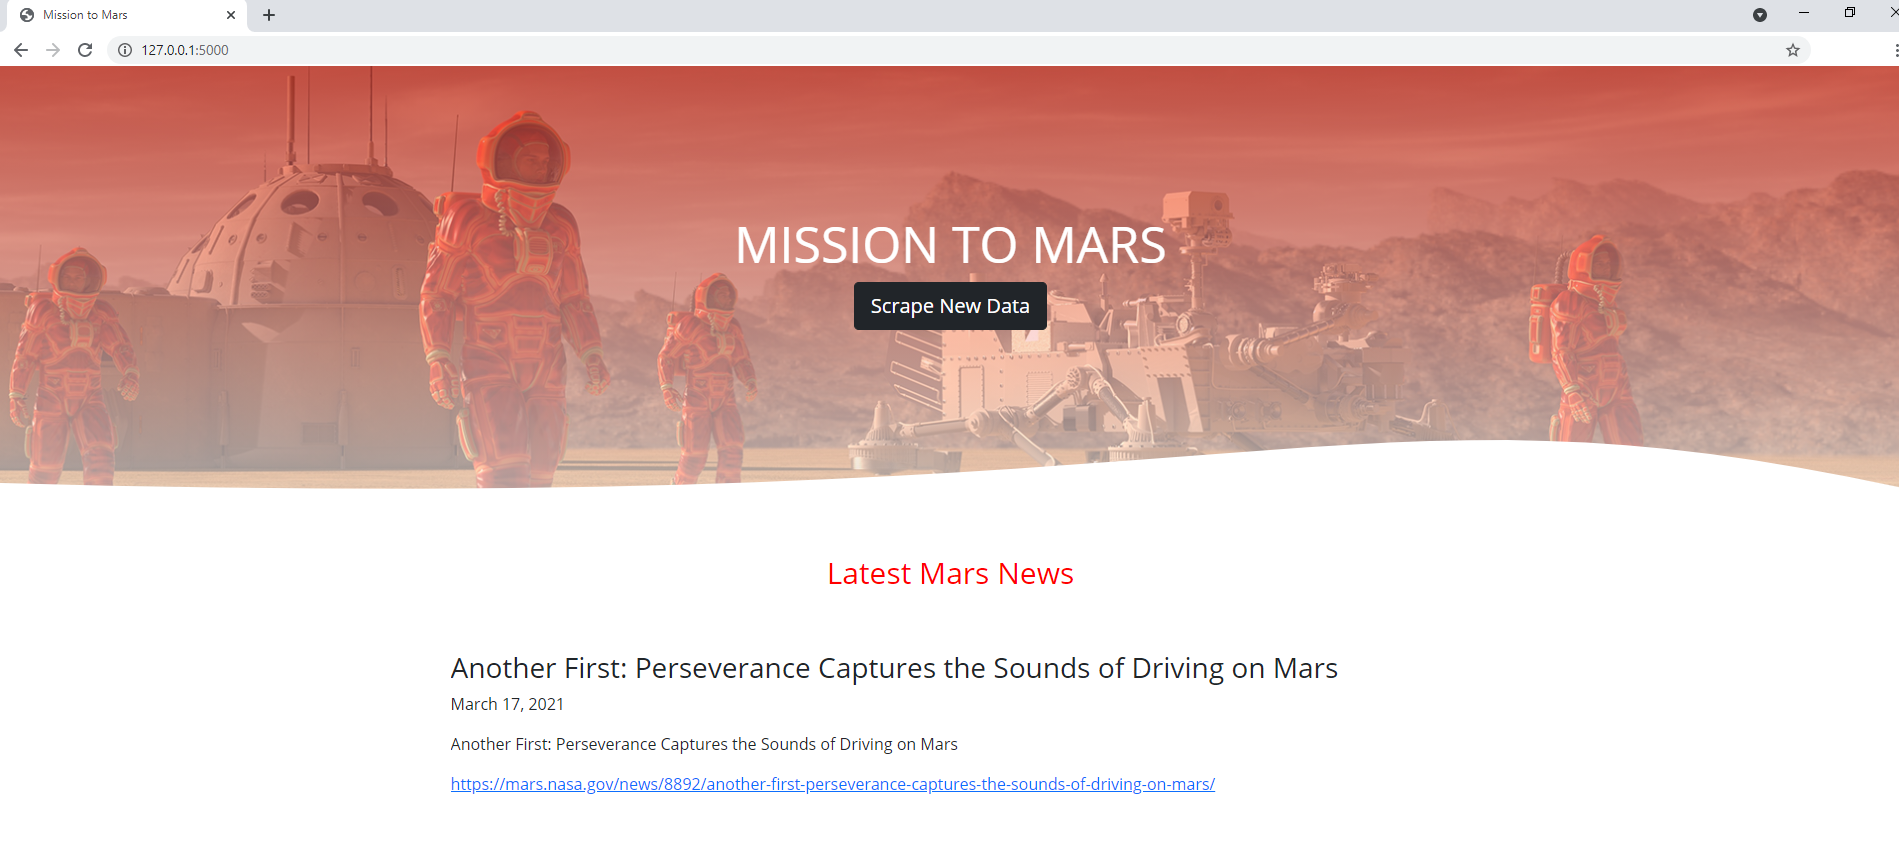 Mission to Mars
127.0.0.1:5000
MISSION TO MARS
Scrape New Data
Latest Mars News
Another First: Perseverance Captures the Sounds of Driving on Mars
March 17, 2021
Another First: Perseverance Captures the Sounds of Driving on Mars
https://mars.nasa.gov/news/8892/another-first-perseverance-captures-the-sounds-of-driving-on-mars/